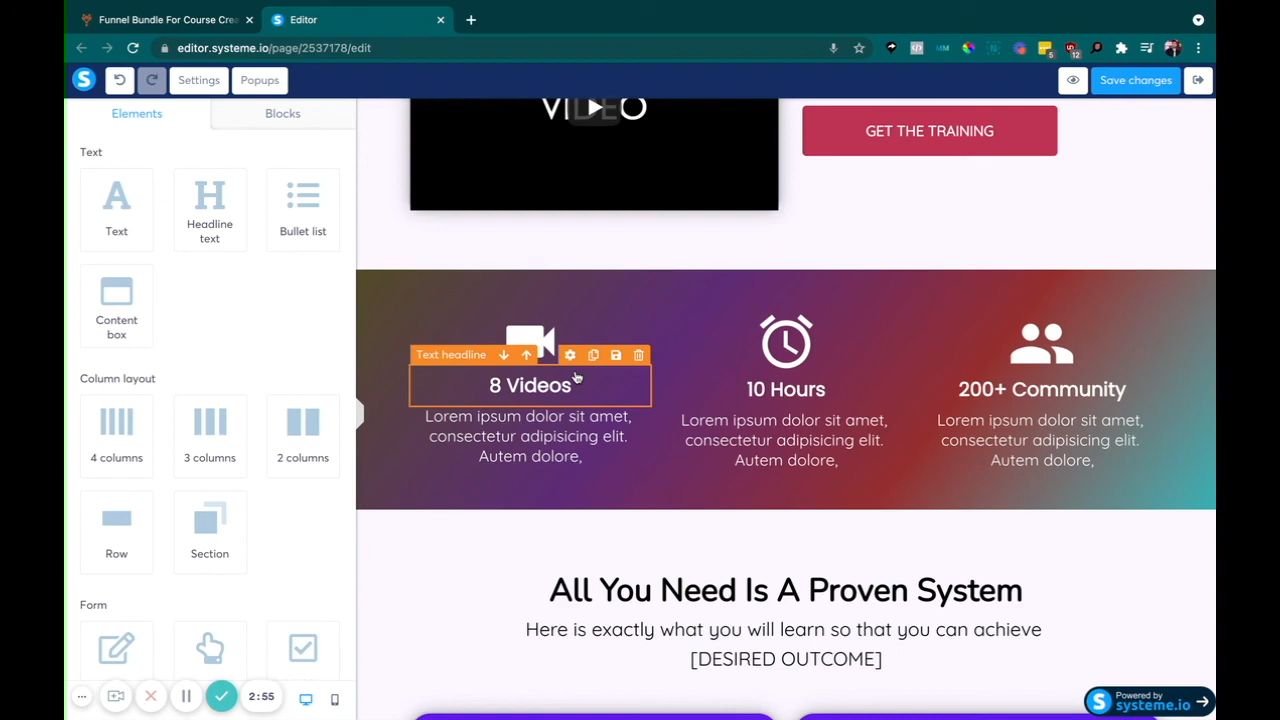 Funnel Bundle For Course Crea
Editor
editor.systeme.io/page/2537178/edit
MM
5
12
S
Settings
Popups
Save changes
Elements
Blocks
VIDEO
GET THE TRAINING
Text
A
Text
H
Headline
text
Bullet list
Content
box
Column layout
4 columns
3 columns
2 columns
Row
Section
Form
Text headline
8 Videos
Lorem ipsum dolor sit amet,
consectetur adipisicing elit.
Autem dolore,
10 Hours
Lorem ipsum dolor sit amet,
consectetur adipisicing elit.
Autem dolore,
200+ Community
Lorem ipsum dolor sit amet,
consectetur adipisicing elit.
Autem dolore,
All You Need Is A Proven System
Here is exactly what you will learn so that you can achieve
[DESIRED OUTCOME]
2:55
S
Powered by
systeme.io